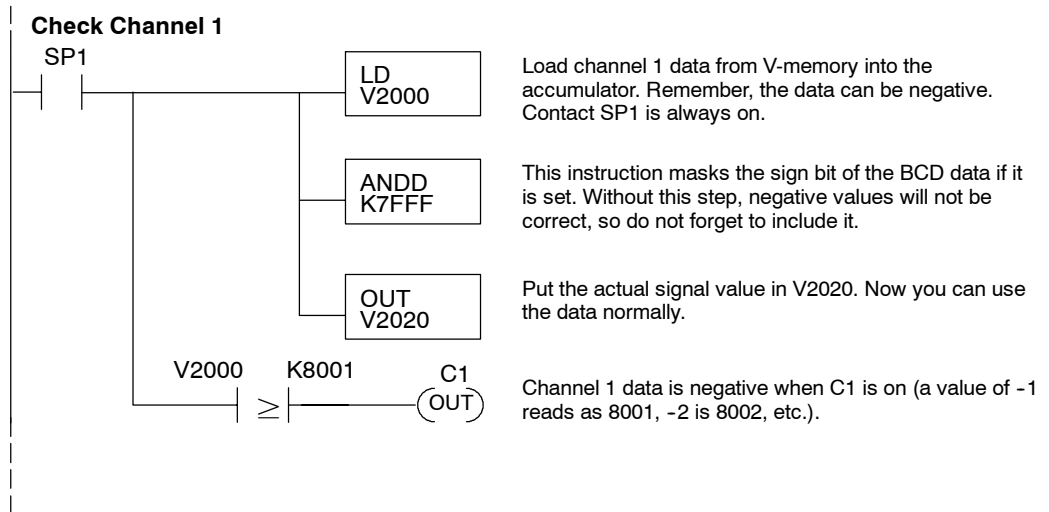 Check Channel 1
SP1
LD
V2000
Load channel 1 data from V-memory into the
accumulator. Remember, the data can be negative.
Contact SP1 is always on.
ANDD
K7FFF
This instruction masks the sign bit of the BCD data if it
is set. Without this step, negative values will not be
correct, so do not forget to include it.
OUT
V2020
Put the actual signal value in V2020. Now you can use
the data normally.
V2000 K8001 C1
≥ OUT
Channel 1 data is negative when C1 is on (a value of -1
reads as 8001, -2 is 8002, etc.).